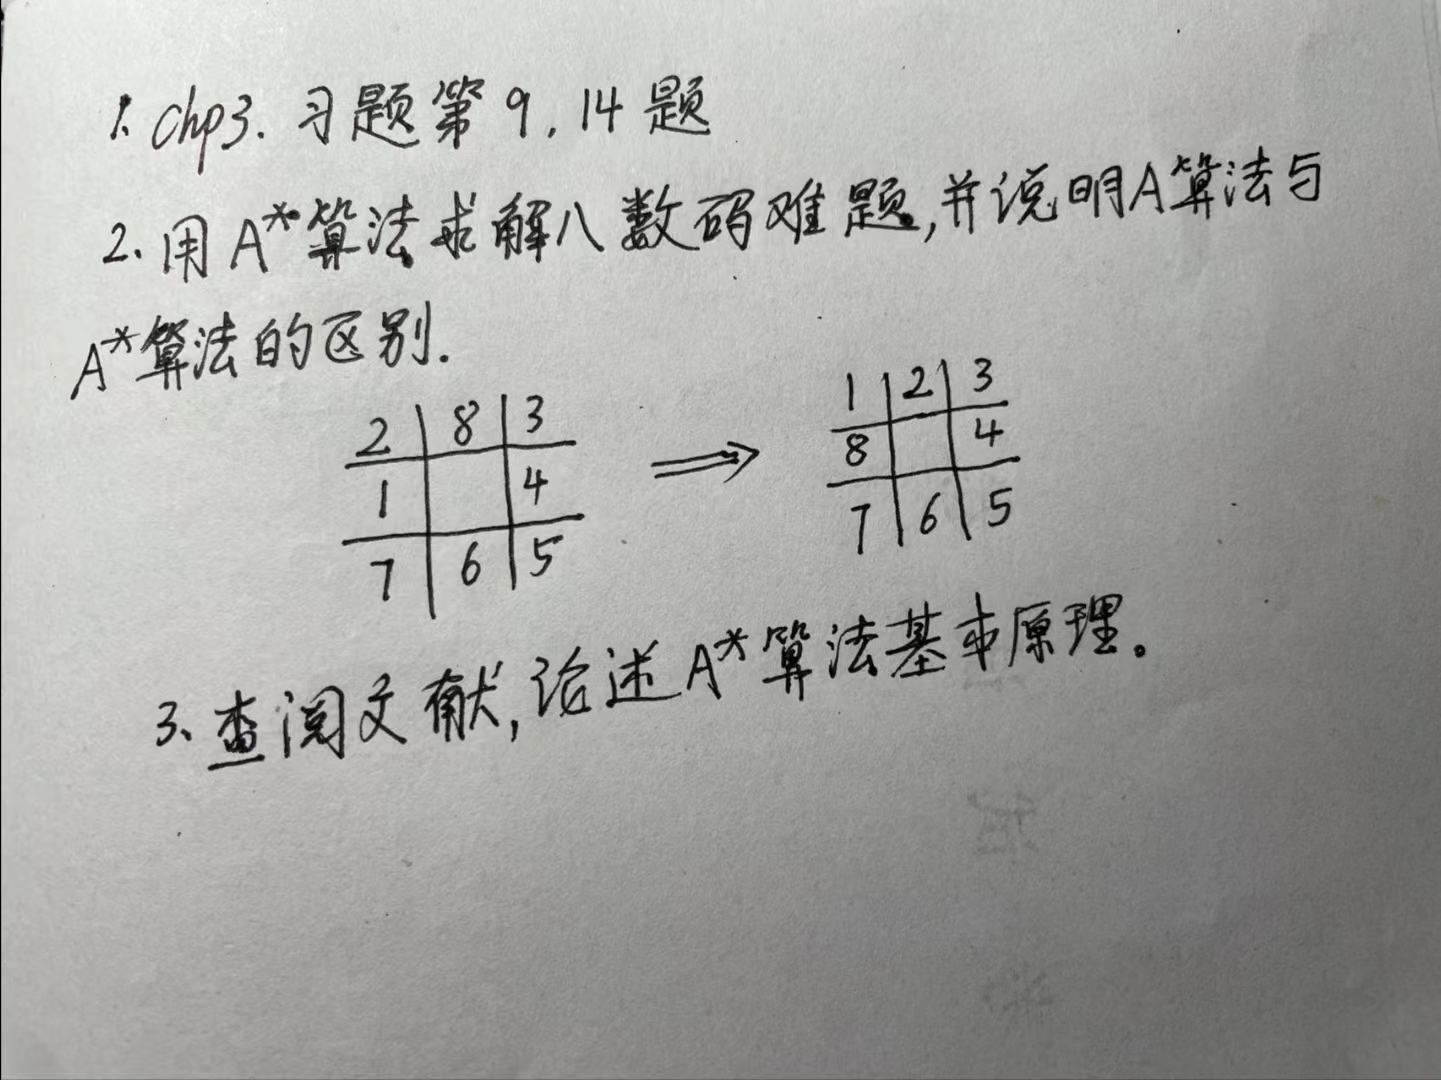 1. chp3. 习题第 9, 14 题
2. 用 A*算法求解八数码难题,并说明A算法与
A*算法的区别.
2 8 3 1 2 3
1 4 ⟹ 8 4
7 6 5 7 6 5
3、查阅文献,论述A*算法基本原理。